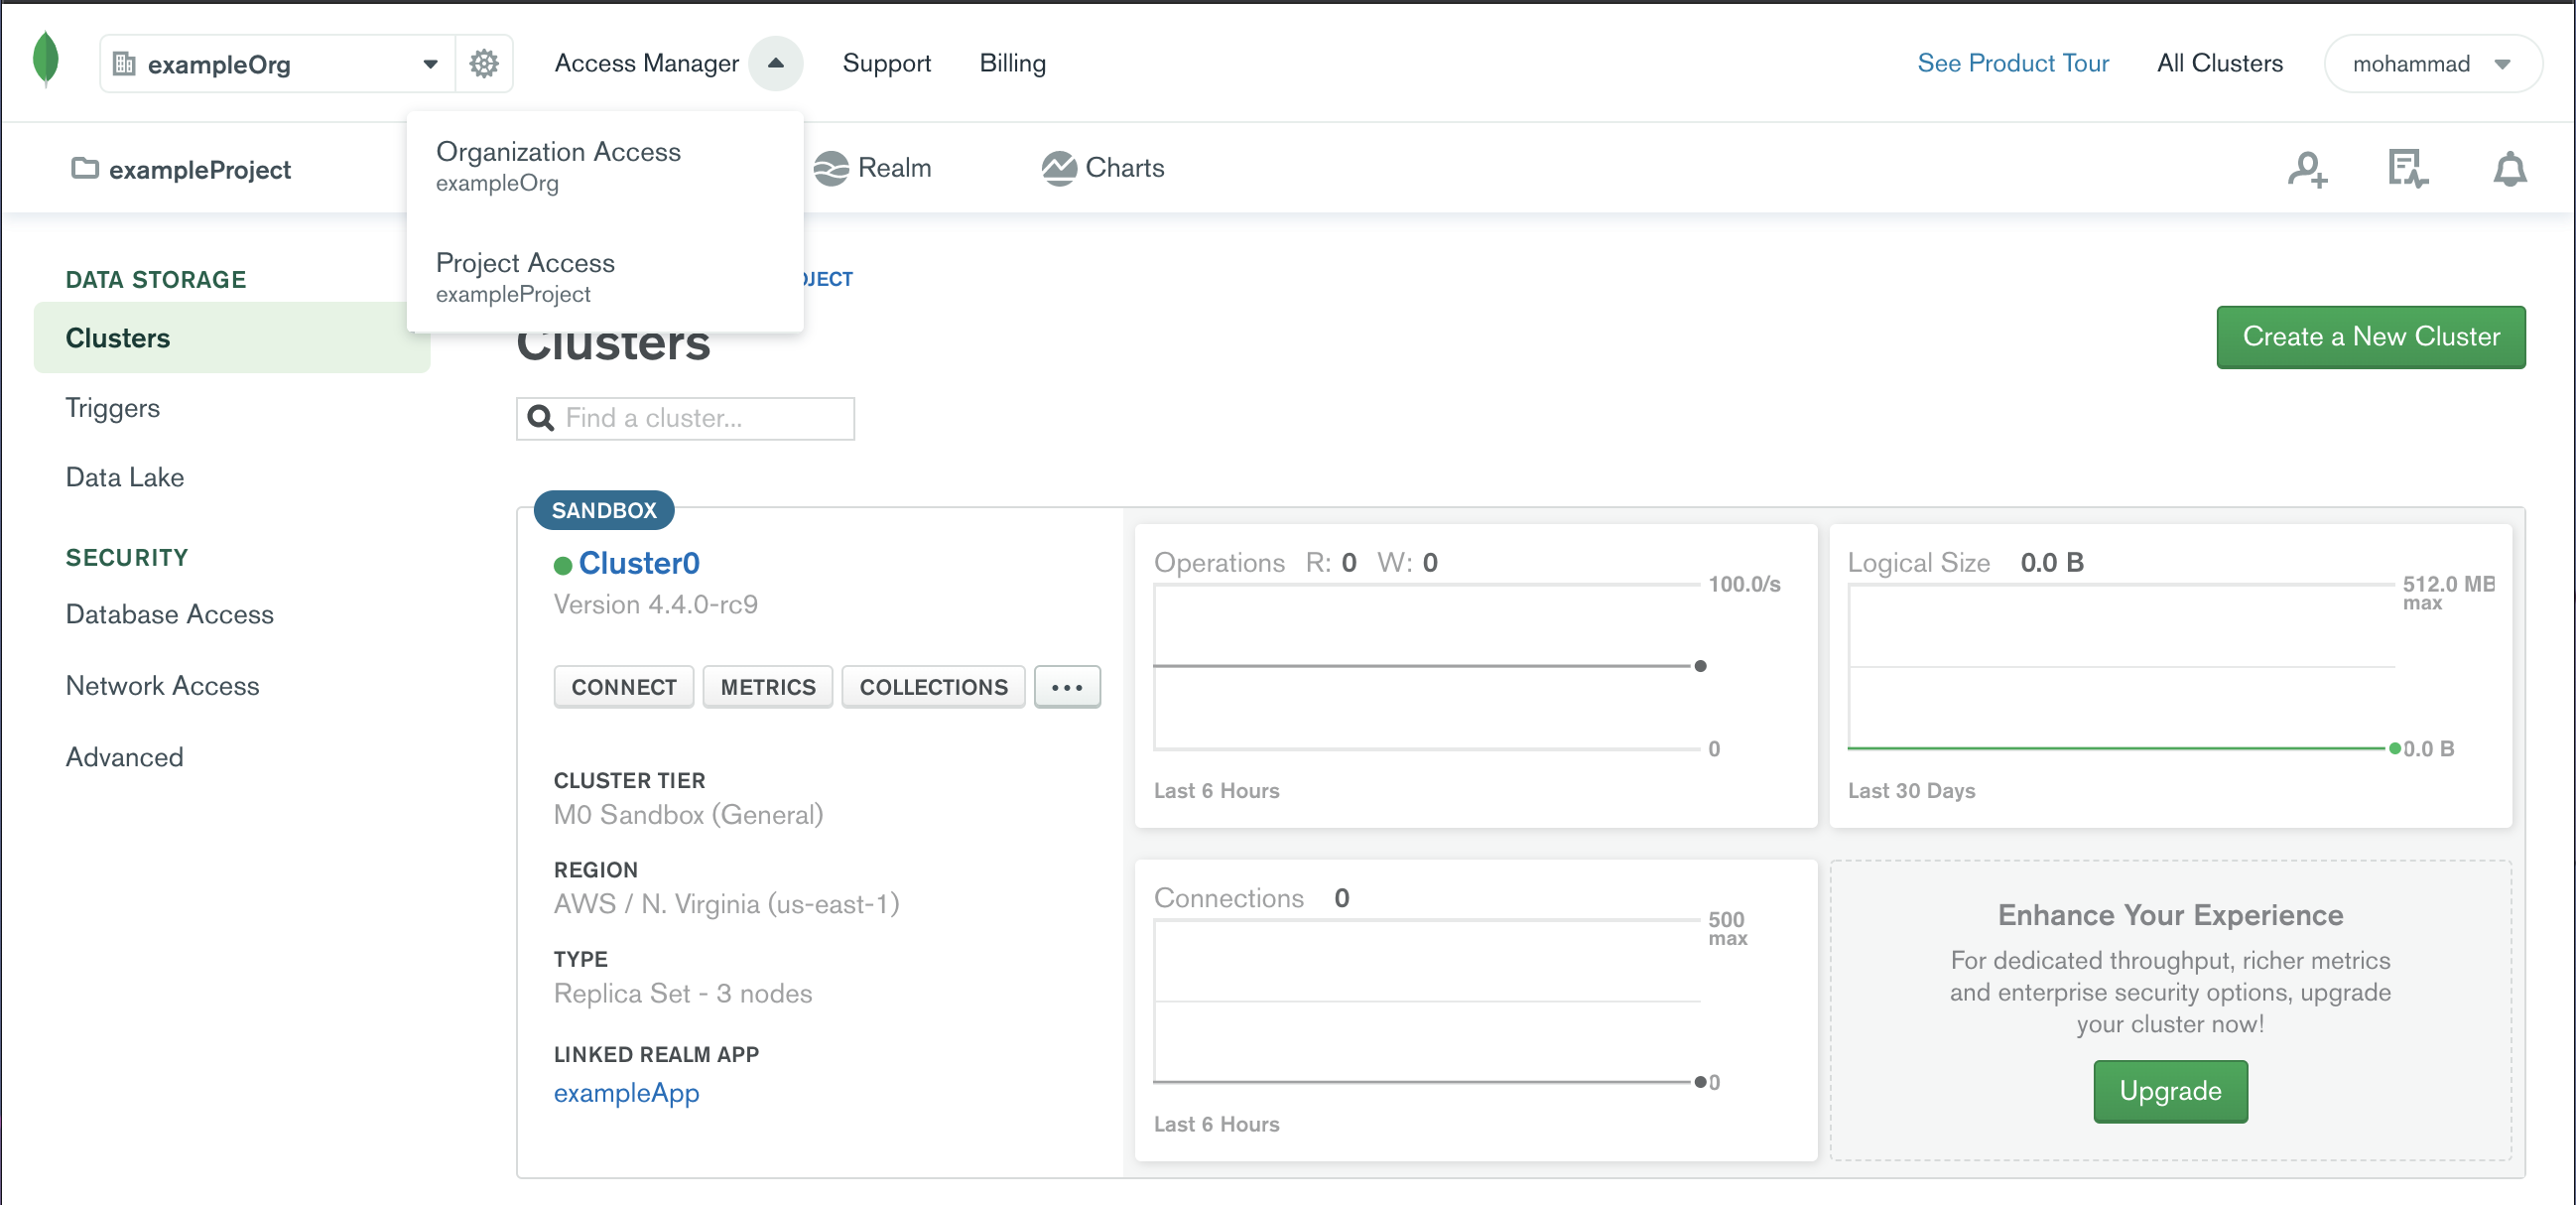 exampleOrg
Access Manager
Support
Billing
See Product Tour
All Clusters
mohammad
exampleProject
Organization Access
exampleOrg
Project Access
exampleProject
Realm
Charts
DATA STORAGE
Clusters
Triggers
Data Lake
SECURITY
Database Access
Network Access
Advanced
Clusters
Create a New Cluster
Find a cluster...
SANDBOX
Cluster0
Version 4.4.0-rc9
CONNECT
METRICS
COLLECTIONS
...
CLUSTER TIER
M0 Sandbox (General)
REGION
AWS / N. Virginia (us-east-1)
TYPE
Replica Set - 3 nodes
LINKED REALM APP
exampleApp
Operations R: 0 W: 0
100.0/s
0
Last 6 Hours
Logical Size 0.0 B
512.0 MB
max
0.0 B
Last 30 Days
Connections 0
500
max
0
Last 6 Hours
Enhance Your Experience
For dedicated throughput, richer metrics
and enterprise security options, upgrade
your cluster now!
Upgrade